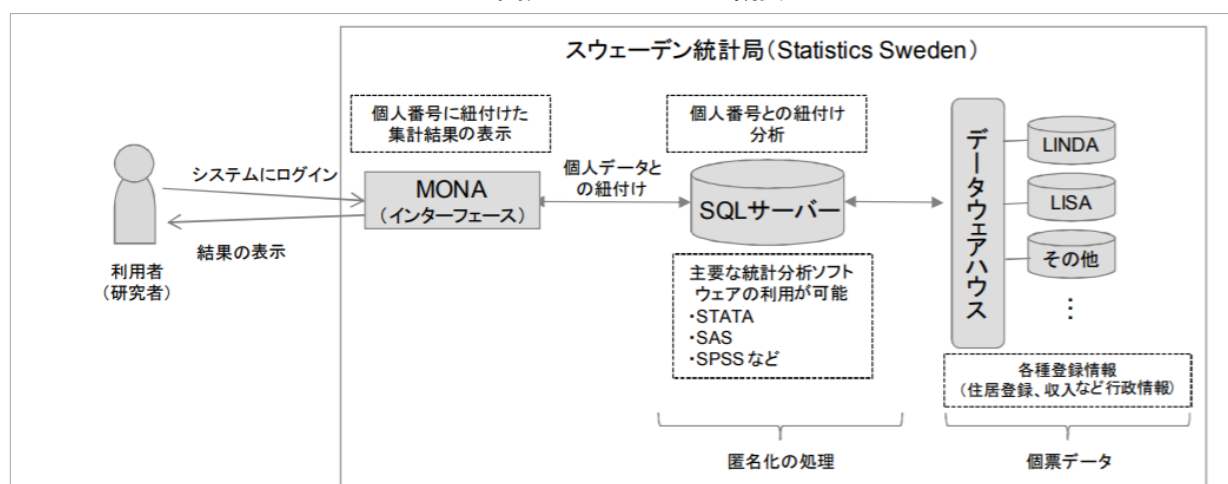 スウェーデン統計局（Statistics Sweden）
個人番号に紐付けた
集計結果の表示
個人番号との紐付け
分析
システムにログイン
結果の表示
利用者
（研究者）
MONA
（インターフェース）
個人データと
の紐付け
SQLサーバー
主要な統計分析ソフト
ウェアの利用が可能
・STATA
・SAS
・SPSSなど
データウェアハウス
LINDA
LISA
その他
⋮
各種登録情報
（住居登録、収入など行政情報）
匿名化の処理
個票データ